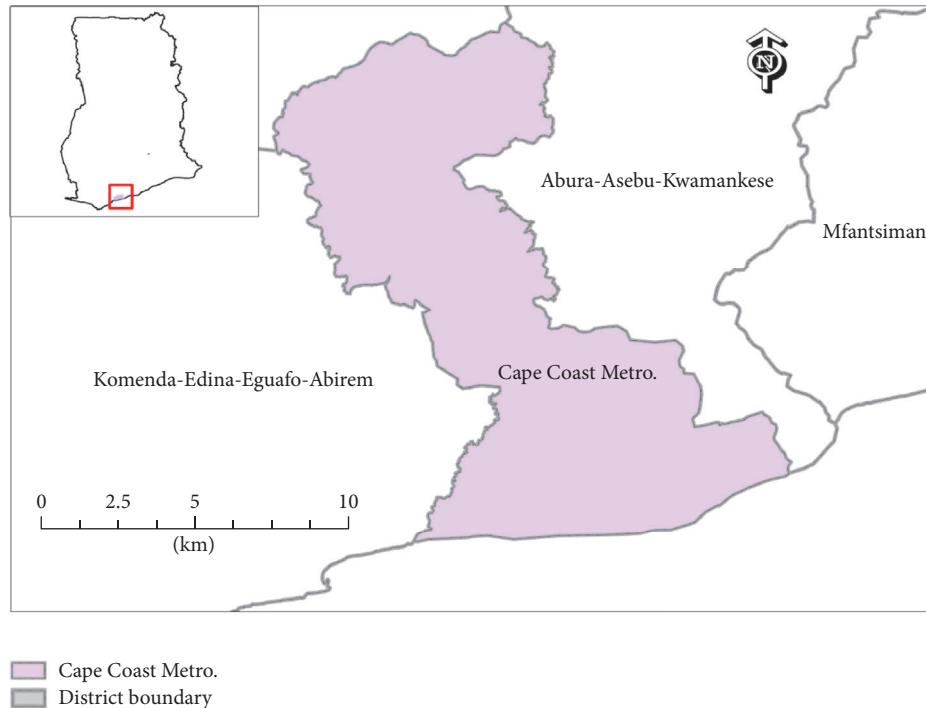 N
Abura-Asebu-Kwamankese
Mfantsiman
Komenda-Edina-Eguafo-Abirem
Cape Coast Metro.
0 2.5 5 10
(km)
Cape Coast Metro.
District boundary